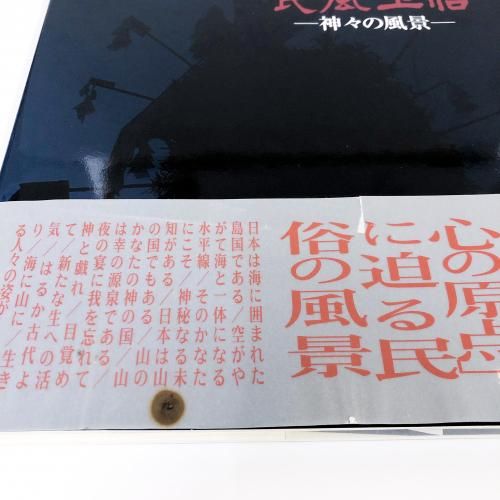 ―神々の風景―
心の原点
に迫る民
俗の風景
日本は海に囲まれた
島国である/空がや
がて海と一体になる
水平線/そのかなた
にこそ/神秘なる未
知がある/日本は山
の国でもある/山の
かなたの神の国/山
は幸の源泉である/
夜の宴に我を忘れて
神と戯れ/目覚め
て/新たな生への活
気/はるか古代よ
り/海に山に/生き
る人々の姿が